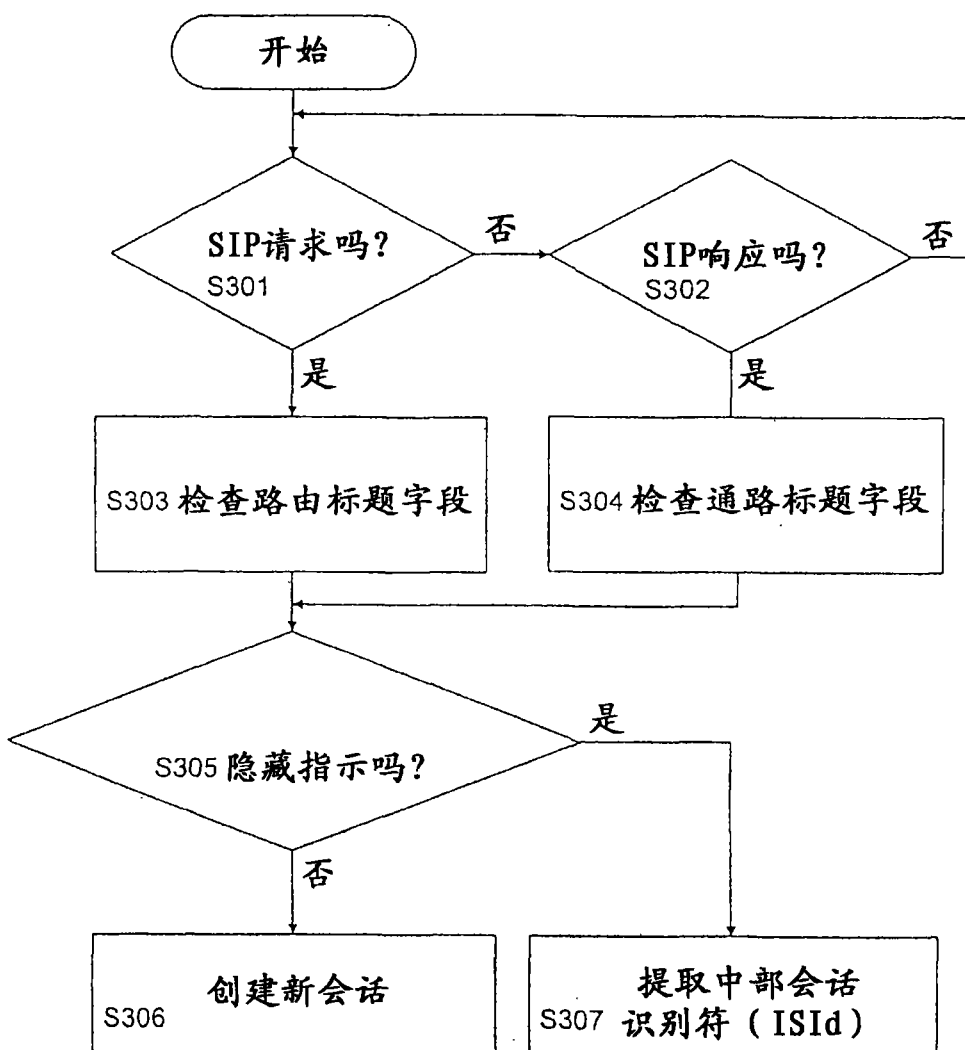 开始
SIP请求吗?
S301
否
SIP响应吗?
S302
否
是
是
S303 检查路由标题字段
S304 检查通路标题字段
S305 隐藏指示吗?
是
否
创建新会话
S306
提取中部会话
S307 识别符 ( ISId )